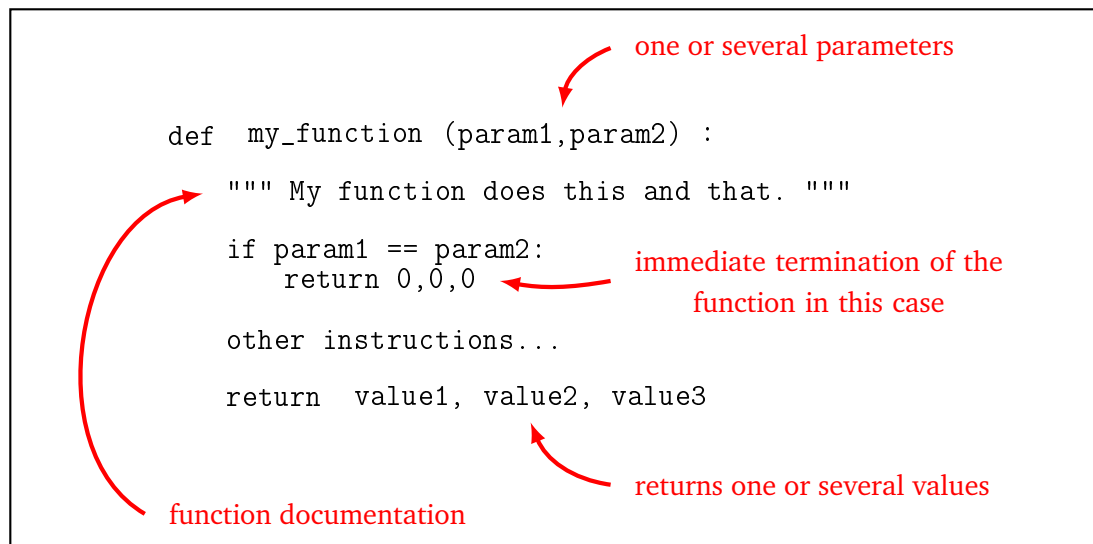 one or several parameters
def my_function (param1,param2) :
""" My function does this and that. """
if param1 == param2:
return 0,0,0
immediate termination of the
function in this case
other instructions...
return value1, value2, value3
returns one or several values
function documentation